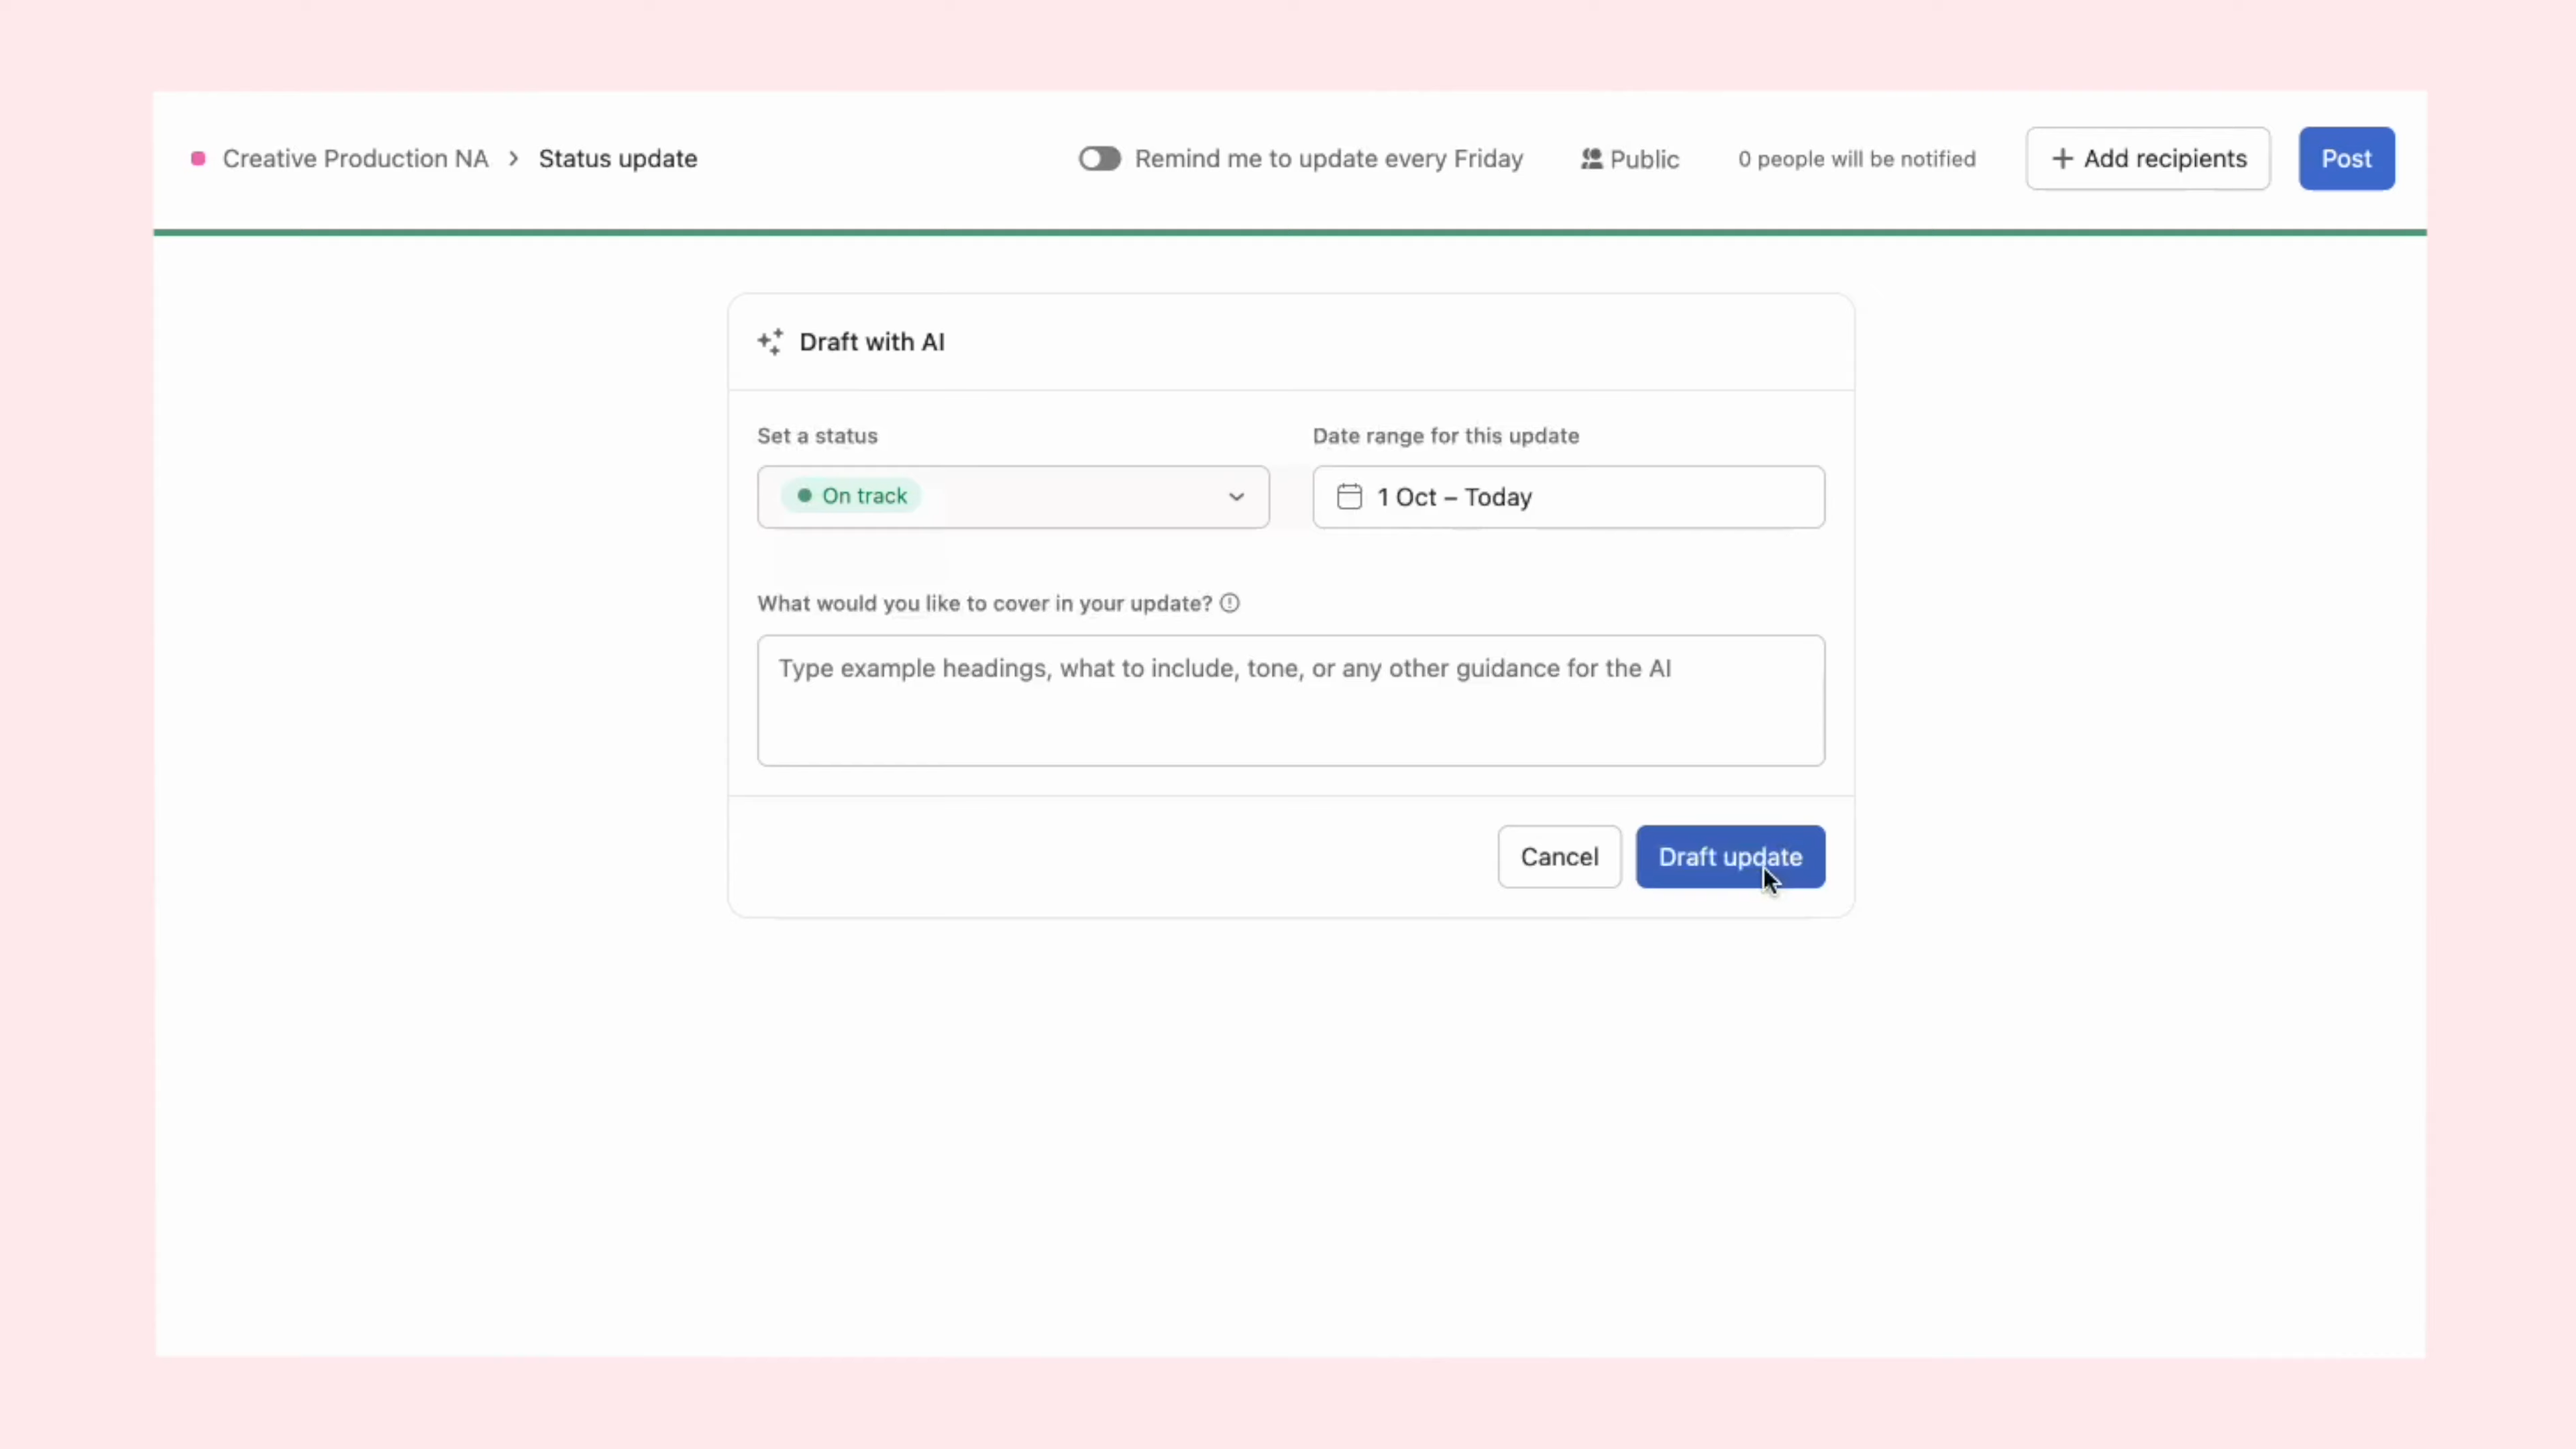 Creative Production NA > Status update
Remind me to update every Friday
Public
0 people will be notified
+ Add recipients
Post
Draft with AI
Set a status
Date range for this update
On track
1 Oct – Today
What would you like to cover in your update?
Type example headings, what to include, tone, or any other guidance for the AI
Cancel
Draft update